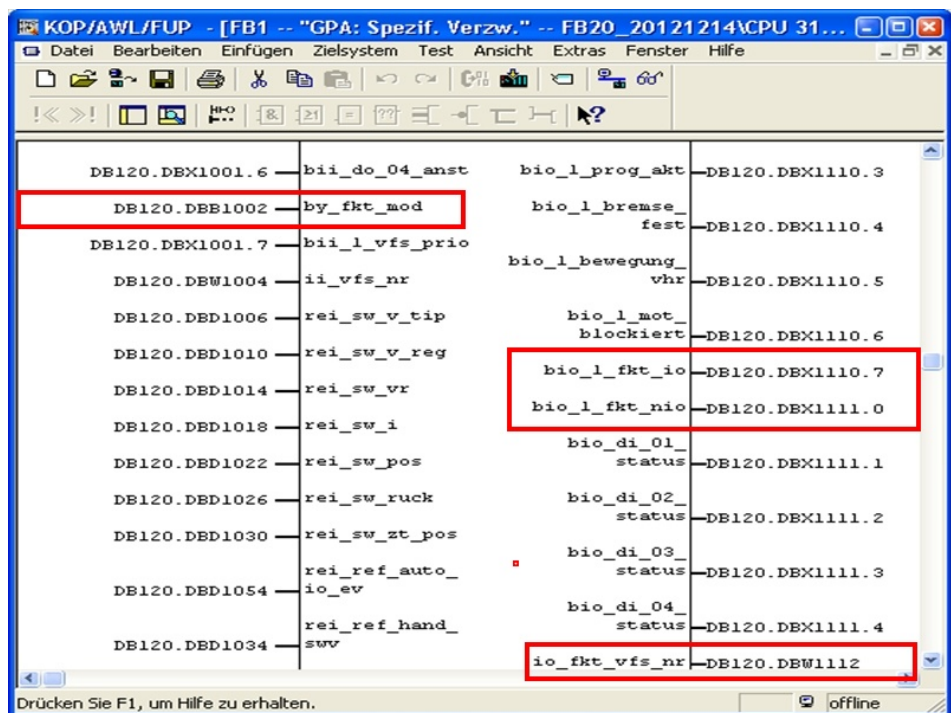 KOP/AWL/FUP - [FB1 -- "GPA: Spezif. Verzw." -- FB20_20121214\CPU 31...
Datei Bearbeiten Einfügen Zielsystem Test Ansicht Extras Fenster Hilfe
DB120.DBX1001.6 bii_do_04_anst bio_l_prog_akt DB120.DBX1110.3
DB120.DBB1002 by_fkt_mod bio_l_bremse_
fest DB120.DBX1110.4
DB120.DBX1001.7 bii_l_vfs_prio
bio_l_bewegung_
DB120.DBW1004 ii_vfs_nr vhr DB120.DBX1110.5
DB120.DBD1006 rei_sw_v_tip bio_l_mot_
blockiert DB120.DBX1110.6
DB120.DBD1010 rei_sw_v_reg
bio_l_fkt_io DB120.DBX1110.7
DB120.DBD1014 rei_sw_vr
bio_l_fkt_nio DB120.DBX1111.0
DB120.DBD1018 rei_sw_i
bio_di_01_
DB120.DBD1022 rei_sw_pos status DB120.DBX1111.1
DB120.DBD1026 rei_sw_ruck bio_di_02_
status DB120.DBX1111.2
DB120.DBD1030 rei_sw_zt_pos
bio_di_03_
rei_ref_auto_ status DB120.DBX1111.3
DB120.DBD1054 io_ev
bio_di_04_
rei_ref_hand_ status DB120.DBX1111.4
DB120.DBD1034 swv
io_fkt_vfs_nr DB120.DBW1112
Drücken Sie F1, um Hilfe zu erhalten. offline